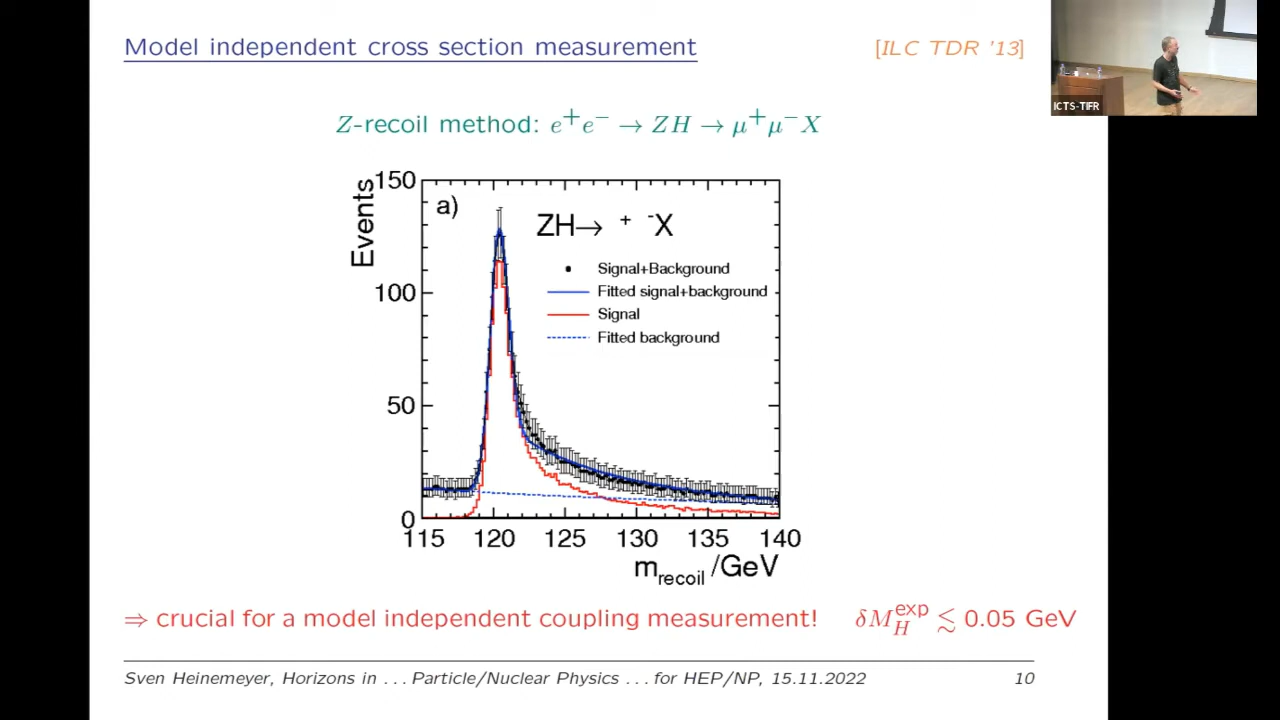 Model independent cross section measurement
[ILC TDR '13]
ICTS-TIFR
Z-recoil method: e⁺e⁻ → ZH → μ⁺μ⁻X
a)
ZH→ ⁺ ⁻X
Signal+Background
Fitted signal+background
Signal
Fitted background
Events
150
100
50
0
115 120 125 130 135 140
m_recoil /GeV
⇒ crucial for a model independent coupling measurement! δM_H^exp ≲ 0.05 GeV
Sven Heinemeyer, Horizons in ... Particle/Nuclear Physics ... for HEP/NP, 15.11.2022 10